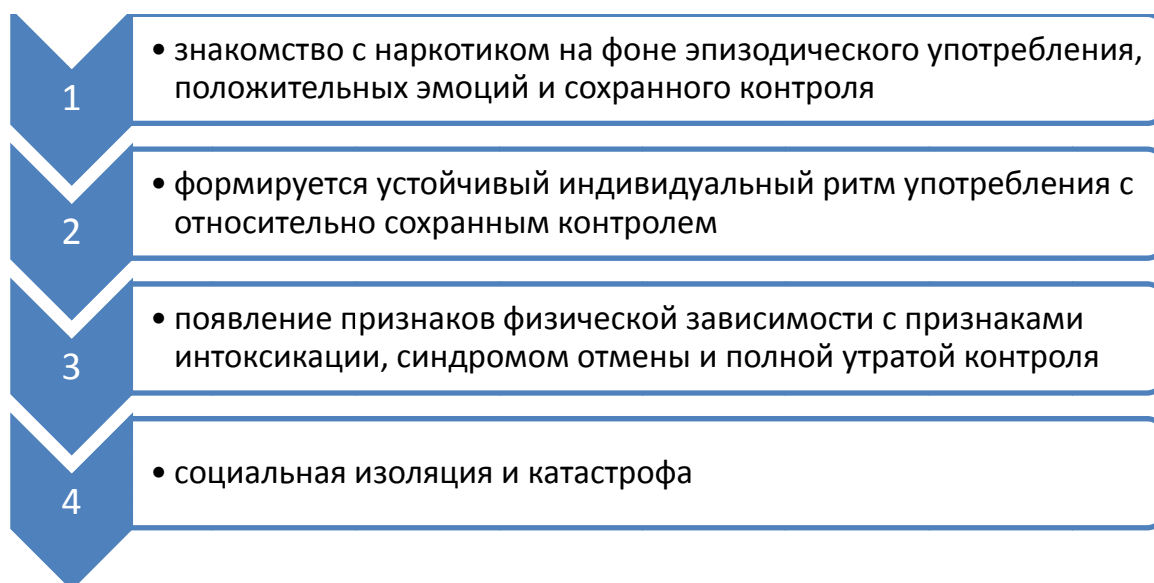 1
• знакомство с наркотиком на фоне эпизодического употребления,
положительных эмоций и сохранного контроля
2
• формируется устойчивый индивидуальный ритм употребления с
относительно сохранным контролем
3
• появление признаков физической зависимости с признаками
интоксикации, синдромом отмены и полной утратой контроля
4
• социальная изоляция и катастрофа